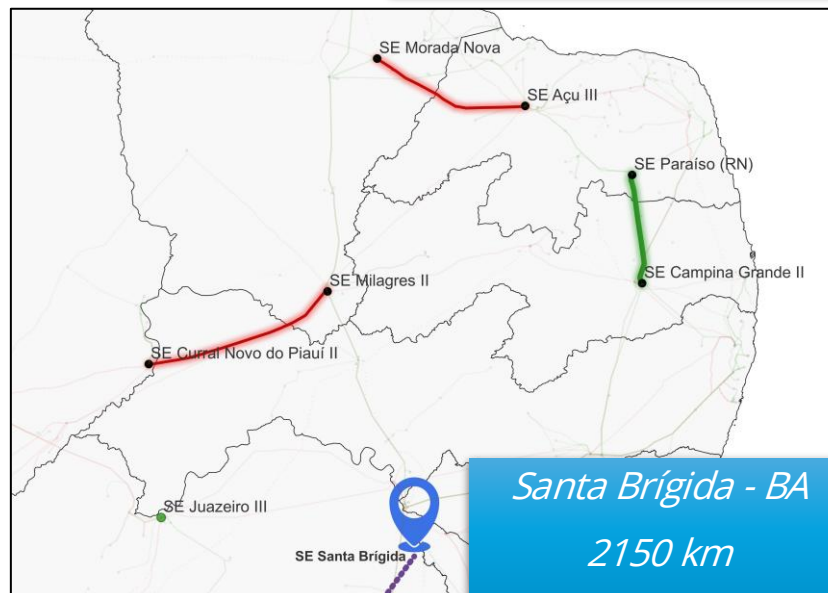 SE Morada Nova
SE Açu III
SE Paraíso (RN)
SE Campina Grande II
SE Milagres II
SE Curral Novo do Piauí II
SE Juazeiro III
SE Santa Brígida
Santa Brígida - BA
2150 km